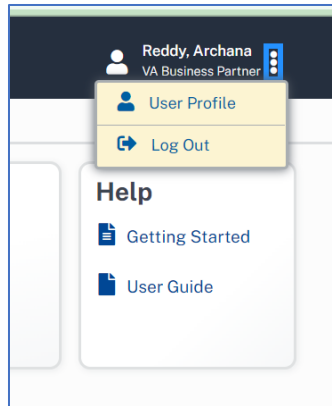 Reddy, Archana
VA Business Partner
User Profile
Log Out
Help
Getting Started
User Guide